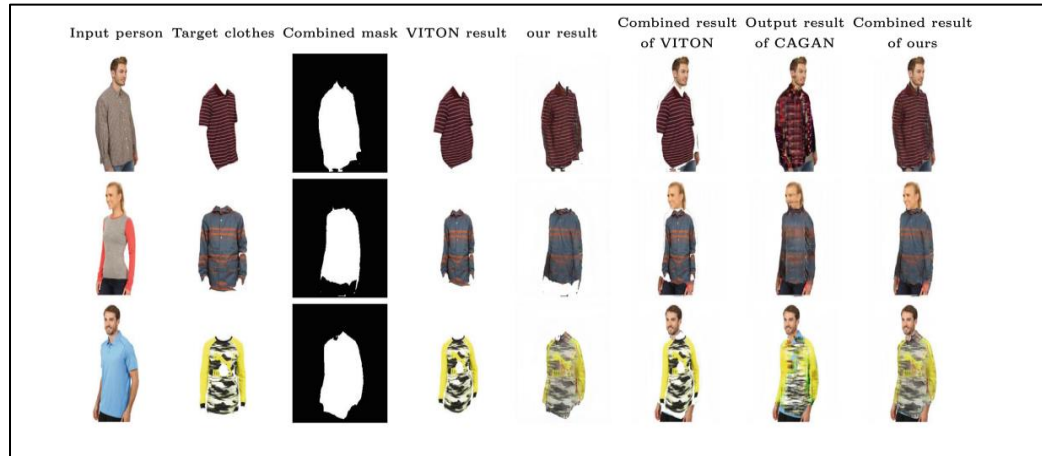 Input person Target clothes Combined mask VITON result our result Combined result of VITON Output result of CAGAN Combined result of ours